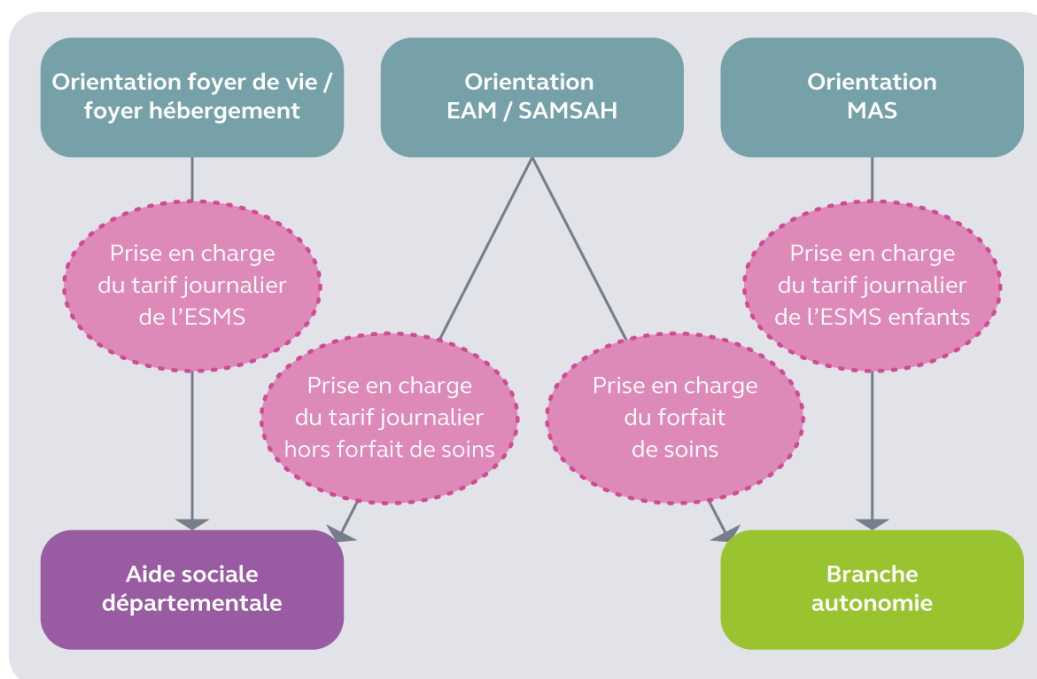 Orientation foyer de vie /
foyer hébergement
Orientation
EAM / SAMSAH
Orientation
MAS
Prise en charge
du tarif journalier
de l’ESMS
Prise en charge
du tarif journalier
de l’ESMS enfants
Prise en charge
du tarif journalier
hors forfait de soins
Prise en charge
du forfait
de soins
Aide sociale
départementale
Branche
autonomie